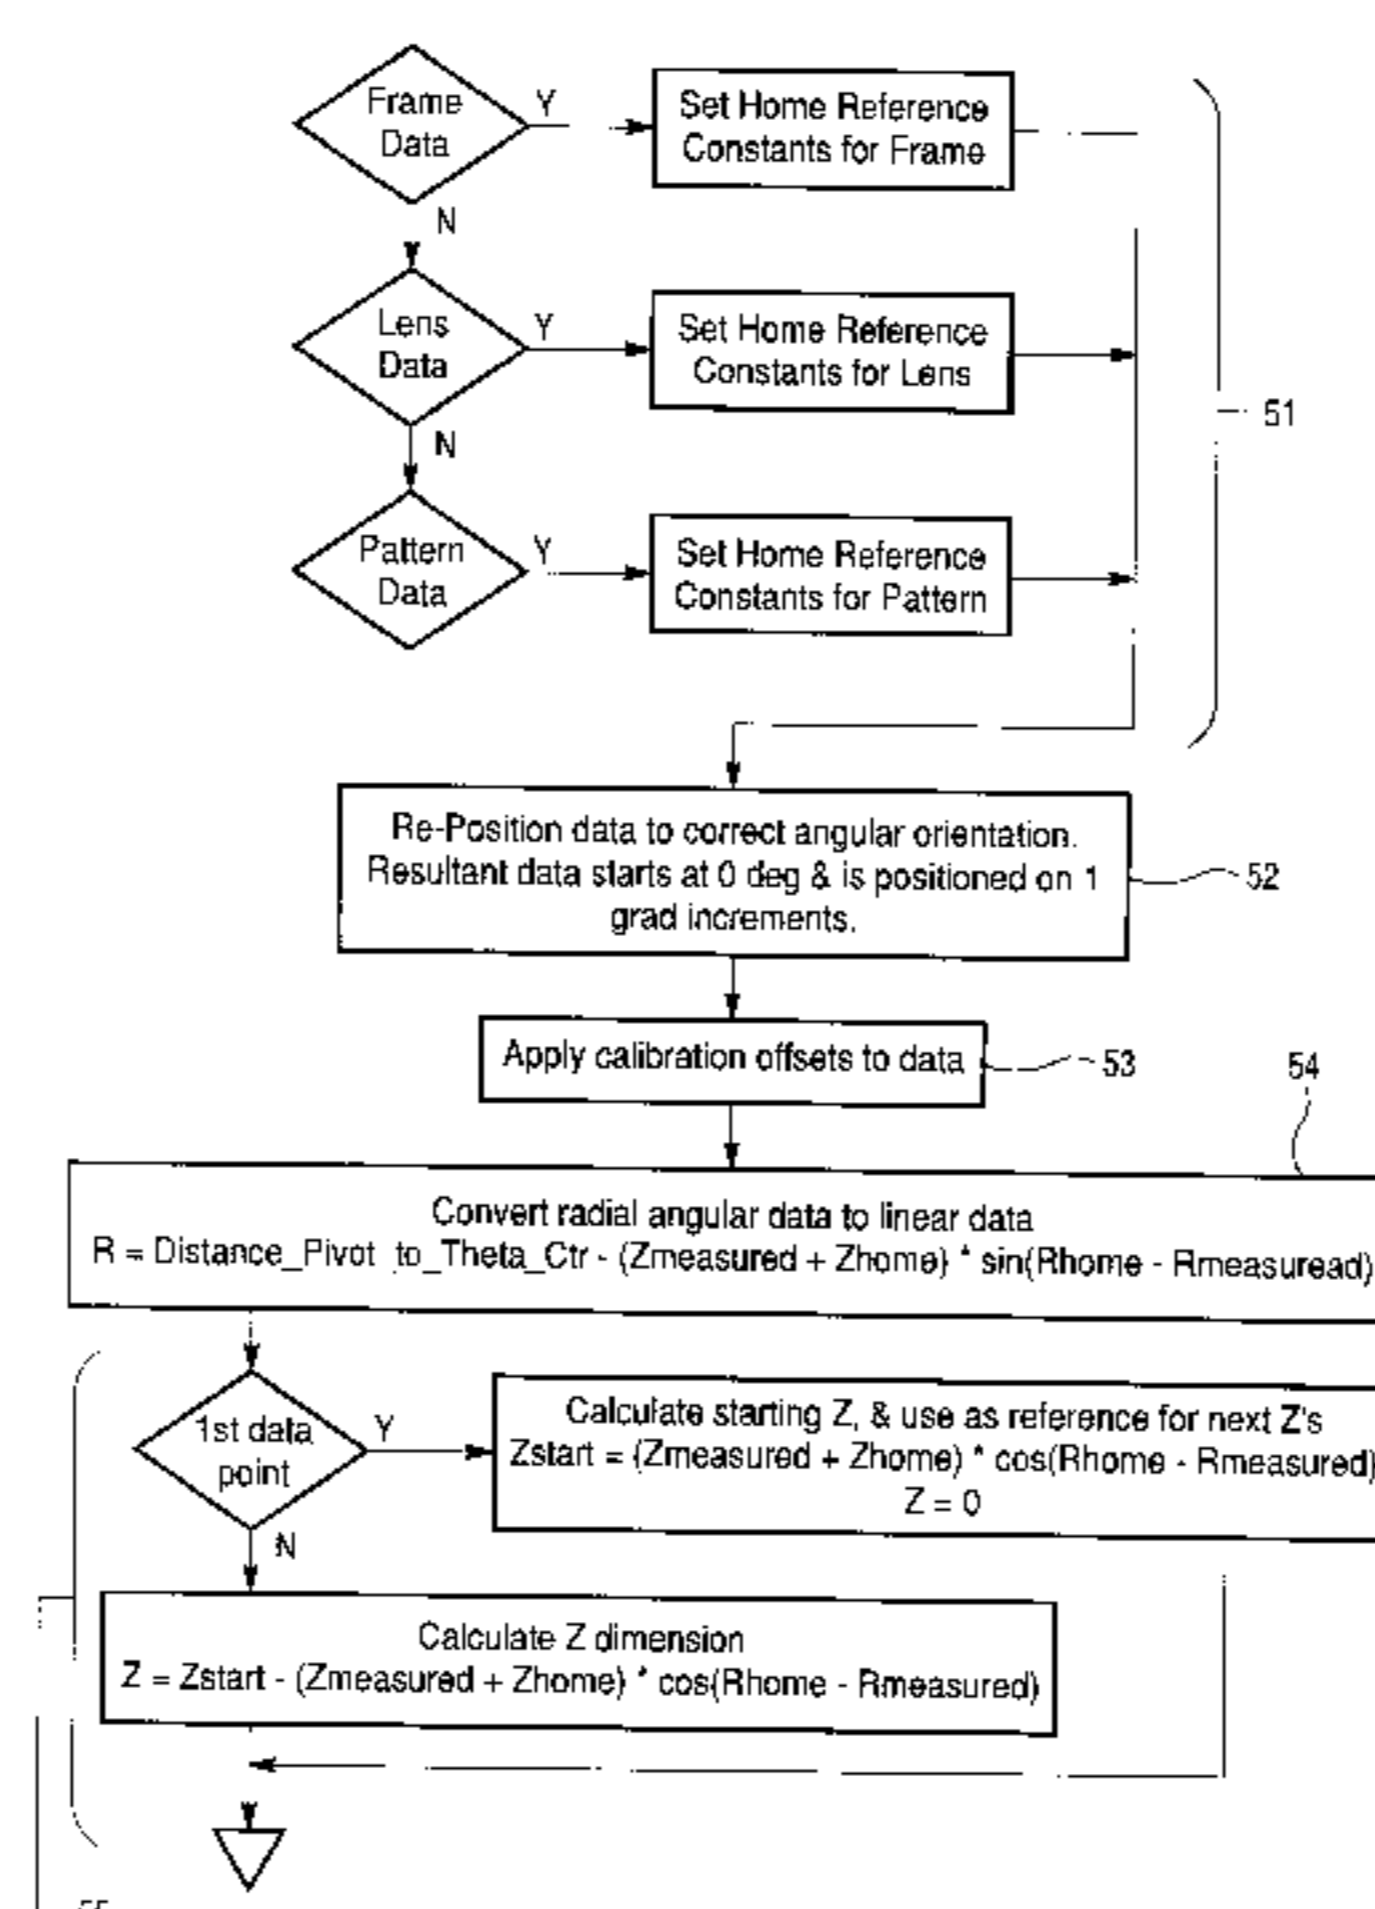 Frame
Data
Y
Set Home Reference
Constants for Frame
N
Lens
Data
Y
Set Home Reference
Constants for Lens
51
N
Pattern
Data
Y
Set Home Reference
Constants for Pattern
Re-Position data to correct angular orientation.
Resultant data starts at 0 deg & is positioned on 1
grad increments.
52
Apply calibration offsets to data
53
54
Convert radial angular data to linear data
R = Distance_Pivot_to_Theta_Ctr - (Zmeasured + Zhome) * sin(Rhome - Rmeasuread)
1st data
point
Y
Calculate starting Z, & use as reference for next Z's
Zstart = (Zmeasured + Zhome) * cos(Rhome - Rmeasured)
Z = 0
N
Calculate Z dimension
Z = Zstart - (Zmeasured + Zhome) * cos(Rhome - Rmeasured)